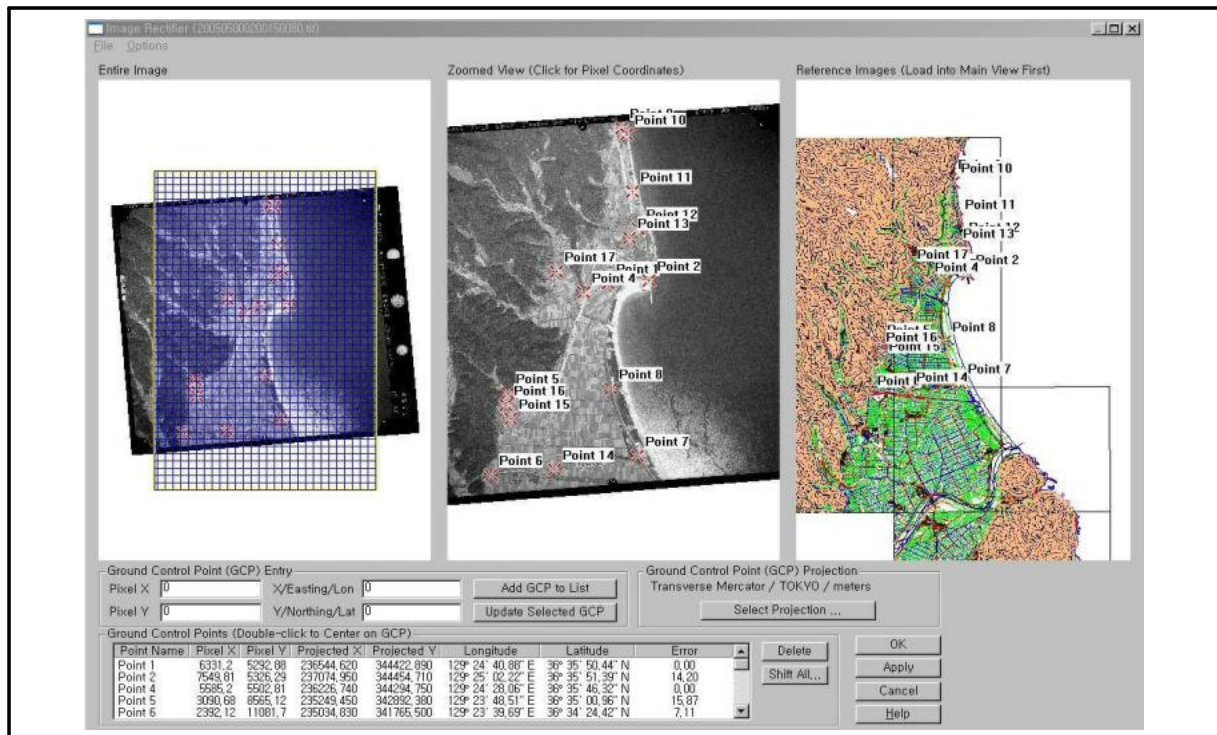 Image Rectifier (200505000200150080.tif)
File Options
Entire Image
Zoomed View (Click for Pixel Coordinates)
Reference Images (Load into Main View First)
Point 10
Point 11
Point 12
Point 13
Point 17
Point 1
Point 2
Point 4
Point 8
Point 5
Point 16
Point 15
Point 7
Point 14
Point 6
Point 10
Point 11
Point 13
Point 17
Point 2
Point 4
Point 8
Point 16
Point 15
Point 7
Point 14
Ground Control Point (GCP) Entry
Pixel X 0 X/Easting/Lon 0 Add GCP to List
Pixel Y 0 Y/Northing/Lat 0 Update Selected GCP
Ground Control Point (GCP) Projection
Transverse Mercator / TOKYO / meters
Select Projection ...
Ground Control Points (Double-click to Center on GCP)
Point Name Pixel X Pixel Y Projected X Projected Y Longitude Latitude Error
Point 1 6331,2 5292,88 236544,620 344422,890 129° 24' 40,88" E 36° 35' 50,44" N 0,00
Point 2 7549,81 5326,29 237074,950 344454,710 129° 25' 02,22" E 36° 35' 51,39" N 14,20
Point 4 5585,2 5502,81 236226,740 344294,750 129° 24' 28,06" E 36° 35' 46,32" N 0,00
Point 5 3090,68 8565,12 235249,450 342892,380 129° 23' 48,51" E 36° 35' 00,96" N 15,87
Point 6 2392,12 11081,7 235034,830 341765,500 129° 23' 39,69" E 36° 34' 24,42" N 7,11
Delete
Shift All...
OK
Apply
Cancel
Help